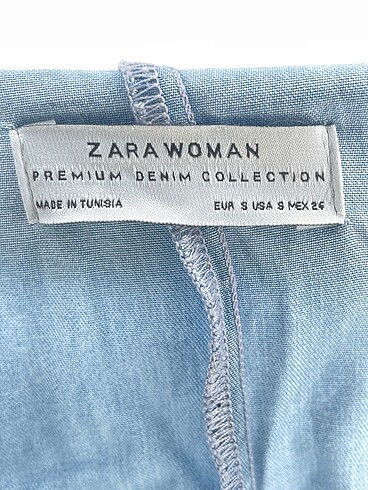 ZARA WOMAN
PREMIUM DENIM COLLECTION
MADE IN TUNISIA EUR S USA S MEX 26